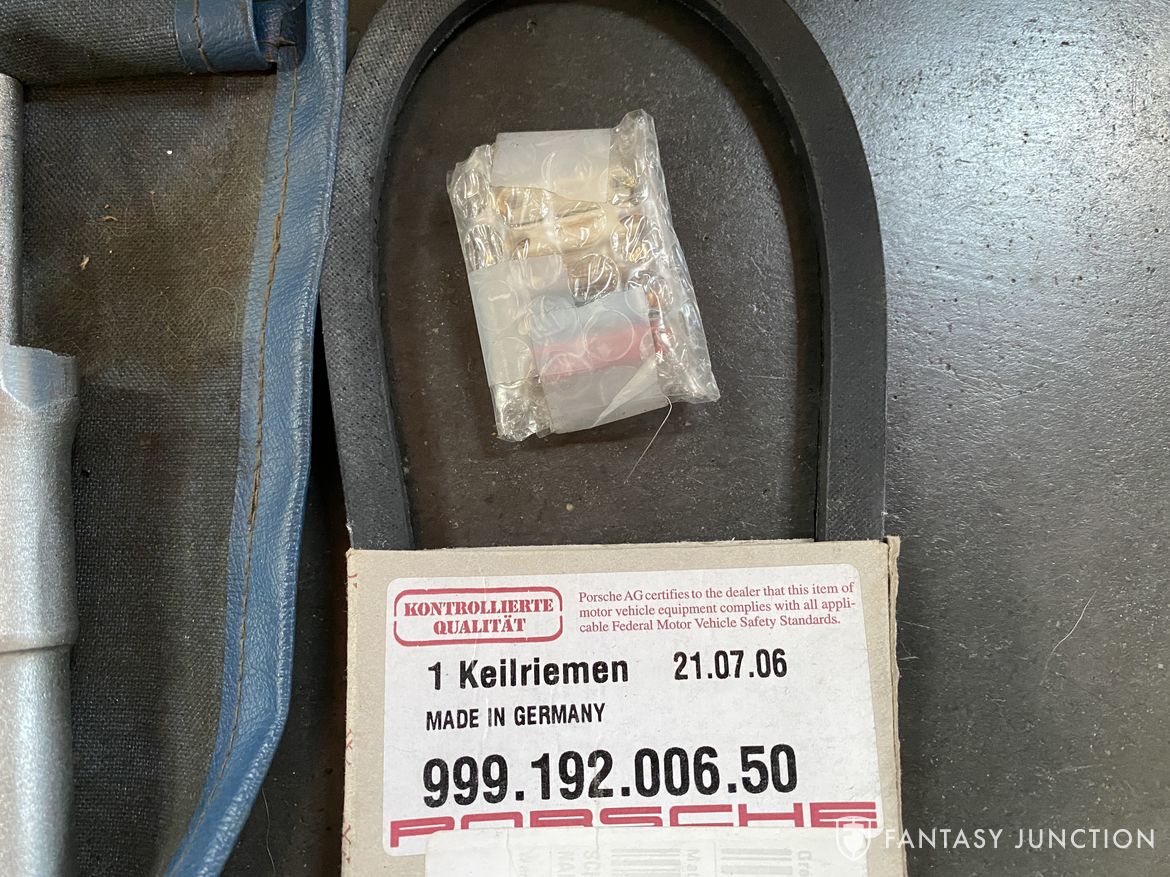 KONTROLLIERTE
QUALITÄT
Porsche AG certifies to the dealer that this item of
motor vehicle equipment complies with all appli-
cable Federal Motor Vehicle Safety Standards.
1 Keilriemen 21.07.06
MADE IN GERMANY
999.192.006.50
PORSCHE
FANTASY JUNCTION